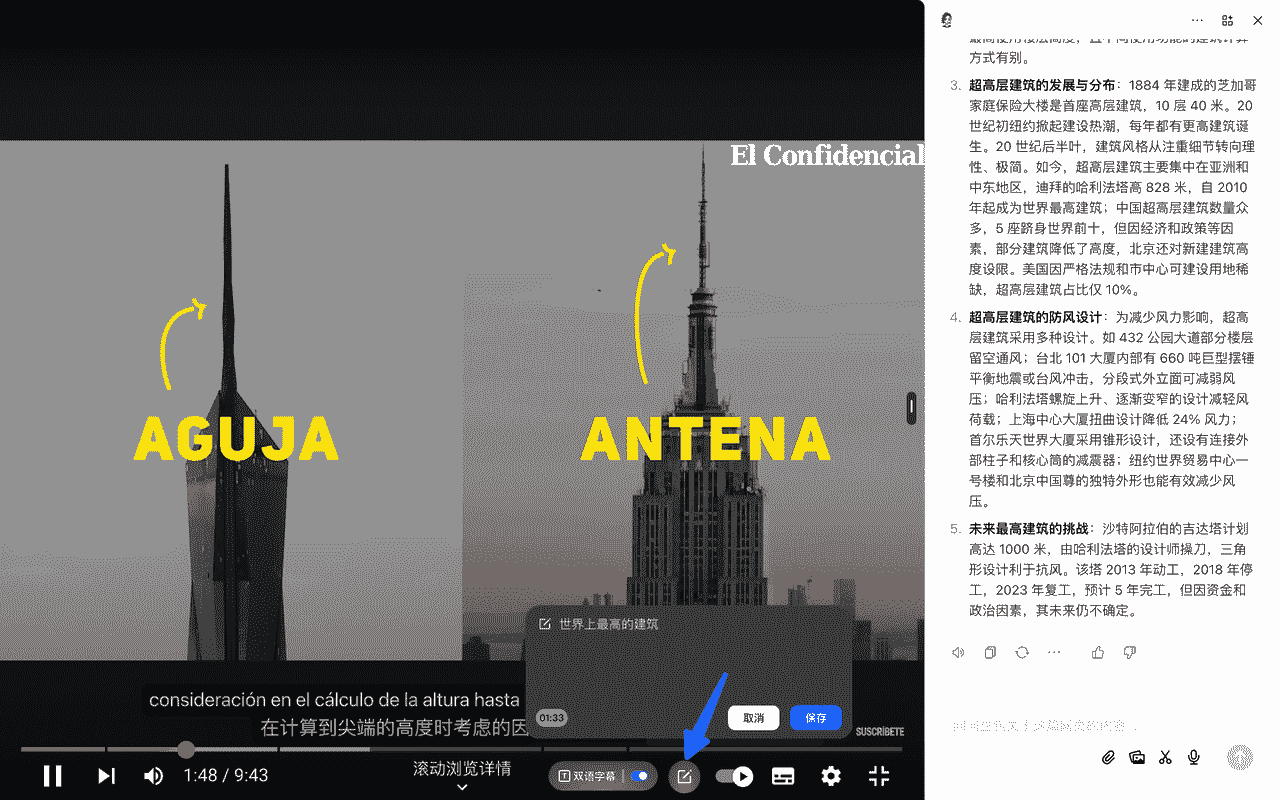 El Confidencial
AGUJA
ANTENA
世界上最高的建筑
01:33
取消
保存
consideración en el cálculo de la altura hasta
在计算到尖端的高度时考虑的因
SUSCRÍBETE
1:48 / 9:43
滚动浏览详情
双语字幕
方式有别。
3. 超高层建筑的发展与分布：1884 年建成的芝加哥
家庭保险大楼是首座高层建筑，10 层 40 米。20
世纪初纽约掀起建设热潮，每年都有更高建筑诞
生。20 世纪后半叶，建筑风格从注重细节转向理
性、极简。如今，超高层建筑主要集中在亚洲和
中东地区，迪拜的哈利法塔高 828 米，自 2010
年起成为世界最高建筑；中国超高层建筑数量众
多，5 座跻身世界前十，但因经济和政策等因
素，部分建筑降低了高度，北京还对新建建筑高
度设限。美国因严格法规和市中心可建设用地稀
缺，超高层建筑占比仅 10%。
4. 超高层建筑的防风设计：为减少风力影响，超高
层建筑采用多种设计。如 432 公园大道部分楼层
留空通风；台北 101 大厦内部有 660 吨巨型摆锤
平衡地震或台风冲击，分段式外立面可减弱风
压；哈利法塔螺旋上升、逐渐变窄的设计减轻风
荷载；上海中心大厦扭曲设计降低 24% 风力；
首尔乐天世界大厦采用锥形设计，还设有连接外
部柱子和核心筒的减震器；纽约世界贸易中心一
号楼和北京中国尊的独特外形也能有效减少风
压。
5. 未来最高建筑的挑战：沙特阿拉伯的吉达塔计划
高达 1000 米，由哈利法塔的设计师操刀，三角
形设计利于抗风。该塔 2013 年动工，2018 年停
工，2023 年复工，预计 5 年完工，但因资金和
政治因素，其未来仍不确定。